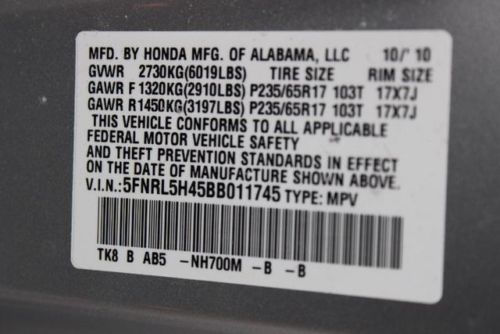 MFD. BY HONDA MFG. OF ALABAMA, LLC 10/'10
GVWR 2730KG(6019LBS) TIRE SIZE RIM SIZE
GAWR F 1320KG(2910LBS) P235/65R17 103T 17X7J
GAWR R1450KG(3197LBS) P235/65R17 103T 17X7J
THIS VEHICLE CONFORMS TO ALL APPLICABLE
FEDERAL MOTOR VEHICLE SAFETY
AND THEFT PREVENTION STANDARDS IN EFFECT
ON THE DATE OF MANUFACTURE SHOWN ABOVE.
V.I.N.:5FNRL5H45BB011745 TYPE: MPV
TK8 B AB5 -NH700M -B -B